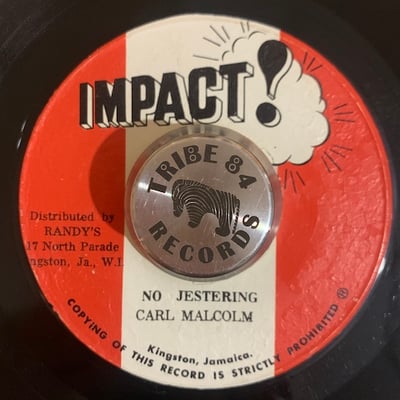 IMPACT!
TRIBE 84
RECORDS
Distributed by
RANDY'S
17 North Parade
ngston, Ja., W.I.
NO JESTERING
CARL MALCOLM
Kingston, Jamaica.
COPYING OF THIS RECORD IS STRICTLY PROHIBITED